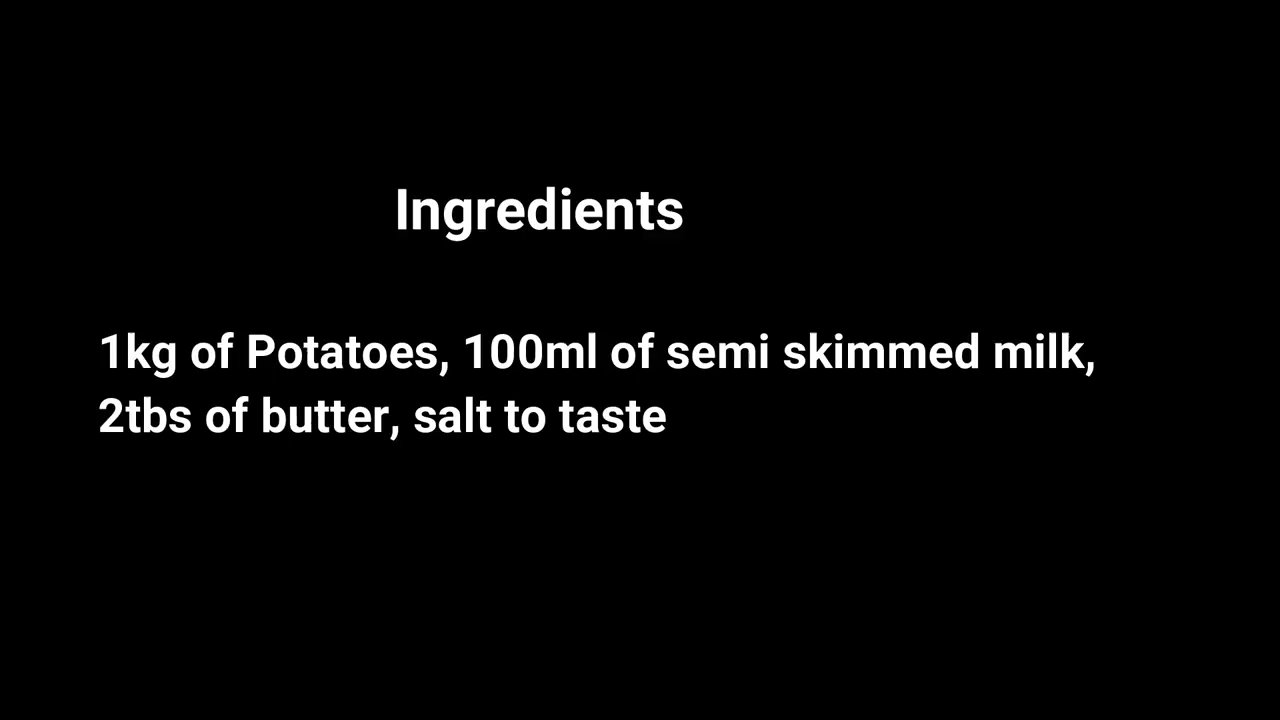 Ingredients
1kg of Potatoes, 100ml of semi skimmed milk,
2tbs of butter, salt to taste